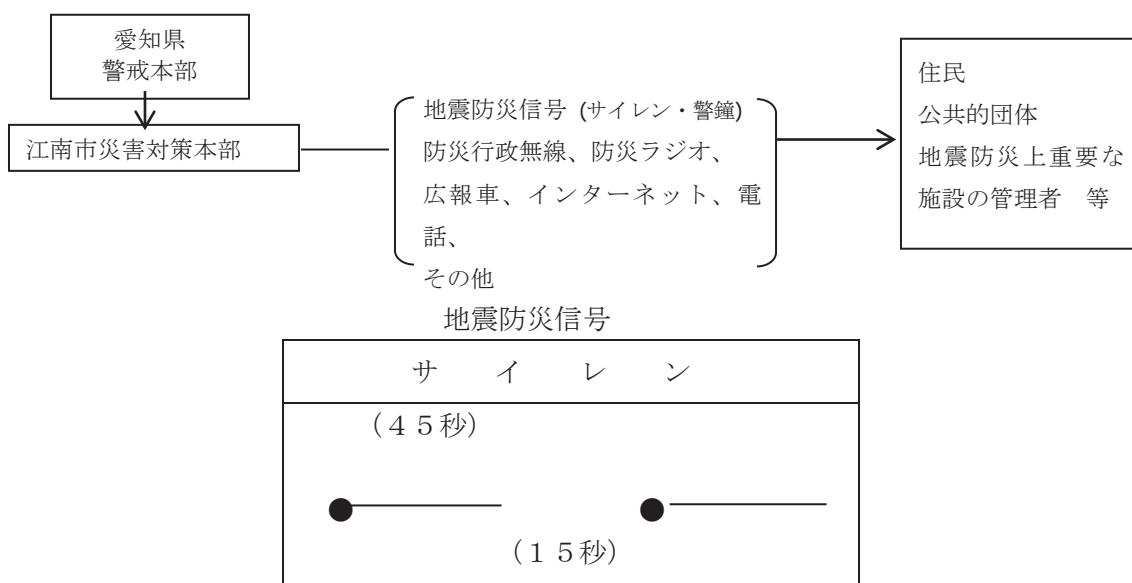 愛知県
警戒本部
江南市災害対策本部
地震防災信号 (サイレン・警鐘)
防災行政無線、防災ラジオ、
広報車、インターネット、電
話、
その他
住民
公共的団体
地震防災上重要な
施設の管理者　等
地震防災信号
サ　イ　レ　ン
（４５秒）
（１５秒）